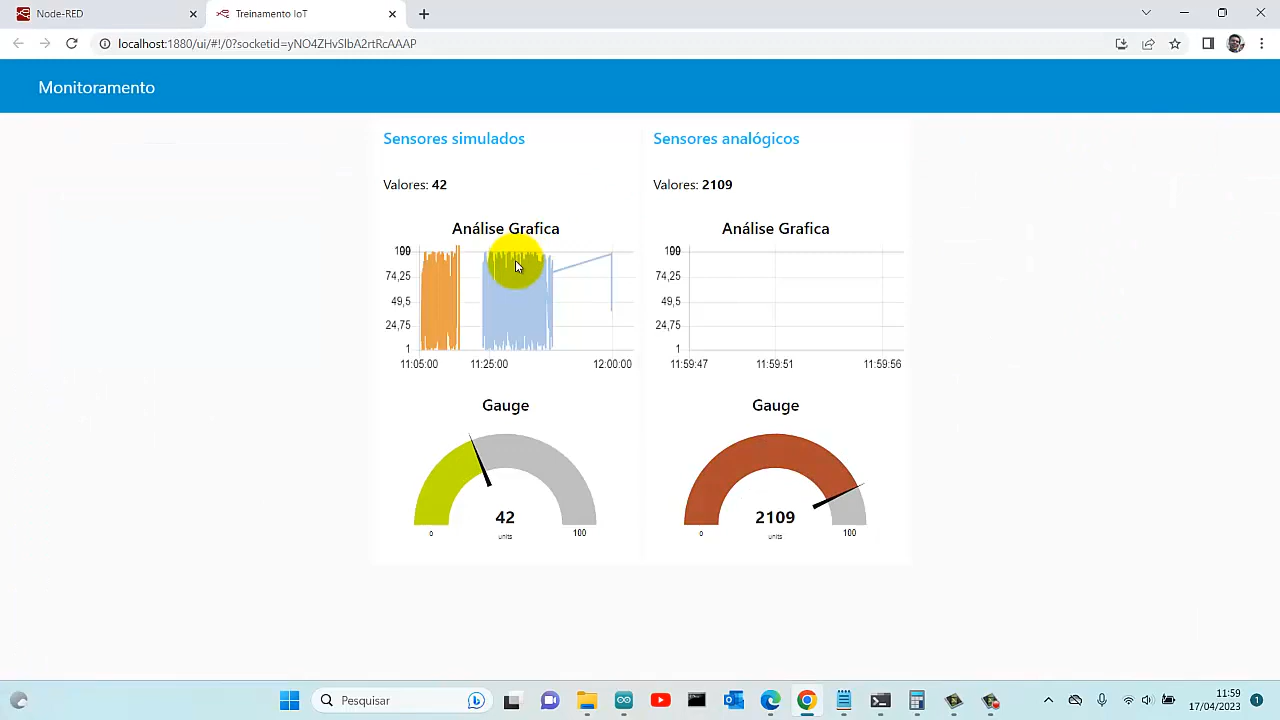 Node-RED
Treinamento IoT
localhost:1880/ui/#!/0?socketid=yNO4ZHvSlbA2rtRcAAAP
Monitoramento
Sensores simulados
Valores: 42
Análise Grafica
100
74,25
49,5
24,75
1
11:05:00 11:25:00 12:00:00
Gauge
42
units
0 100
Sensores analógicos
Valores: 2109
Análise Grafica
100
74,25
49,5
24,75
1
11:59:47 11:59:51 11:59:56
Gauge
2109
units
0 100
Pesquisar
11:59
17/04/2023
1